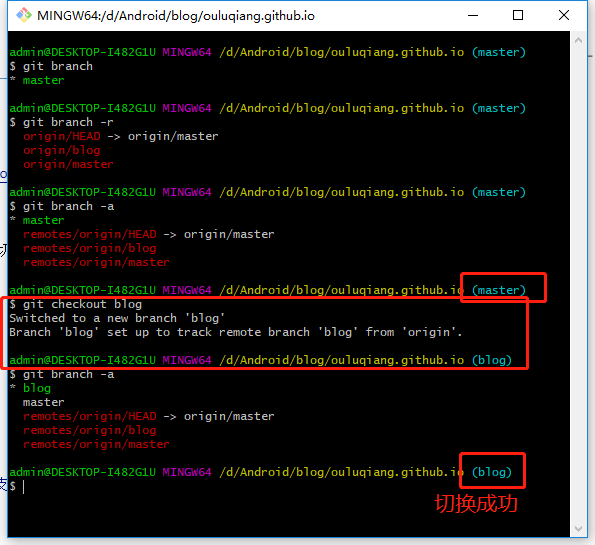 MINGW64:/d/Android/blog/ouluqiang.github.io
admin@DESKTOP-I482G1U MINGW64 /d/Android/blog/ouluqiang.github.io (master)
$ git branch
* master
admin@DESKTOP-I482G1U MINGW64 /d/Android/blog/ouluqiang.github.io (master)
$ git branch -r
origin/HEAD -> origin/master
origin/blog
origin/master
admin@DESKTOP-I482G1U MINGW64 /d/Android/blog/ouluqiang.github.io (master)
$ git branch -a
* master
remotes/origin/HEAD -> origin/master
remotes/origin/blog
remotes/origin/master
admin@DESKTOP-I482G1U MINGW64 /d/Android/blog/ouluqiang.github.io (master)
$ git checkout blog
Switched to a new branch 'blog'
Branch 'blog' set up to track remote branch 'blog' from 'origin'.
admin@DESKTOP-I482G1U MINGW64 /d/Android/blog/ouluqiang.github.io (blog)
$ git branch -a
* blog
master
remotes/origin/HEAD -> origin/master
remotes/origin/blog
remotes/origin/master
admin@DESKTOP-I482G1U MINGW64 /d/Android/blog/ouluqiang.github.io (blog)
$
切换成功